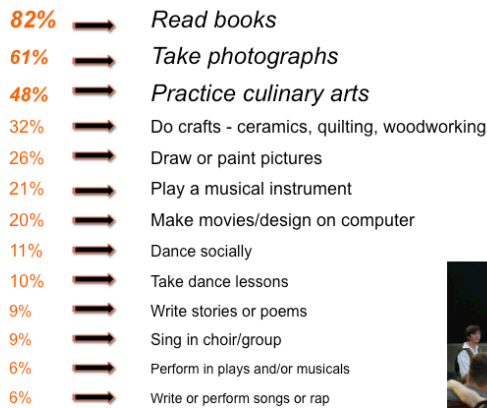 82% Read books
61% Take photographs
48% Practice culinary arts
32% Do crafts - ceramics, quilting, woodworking
26% Draw or paint pictures
21% Play a musical instrument
20% Make movies/design on computer
11% Dance socially
10% Take dance lessons
9% Write stories or poems
9% Sing in choir/group
6% Perform in plays and/or musicals
6% Write or perform songs or rap